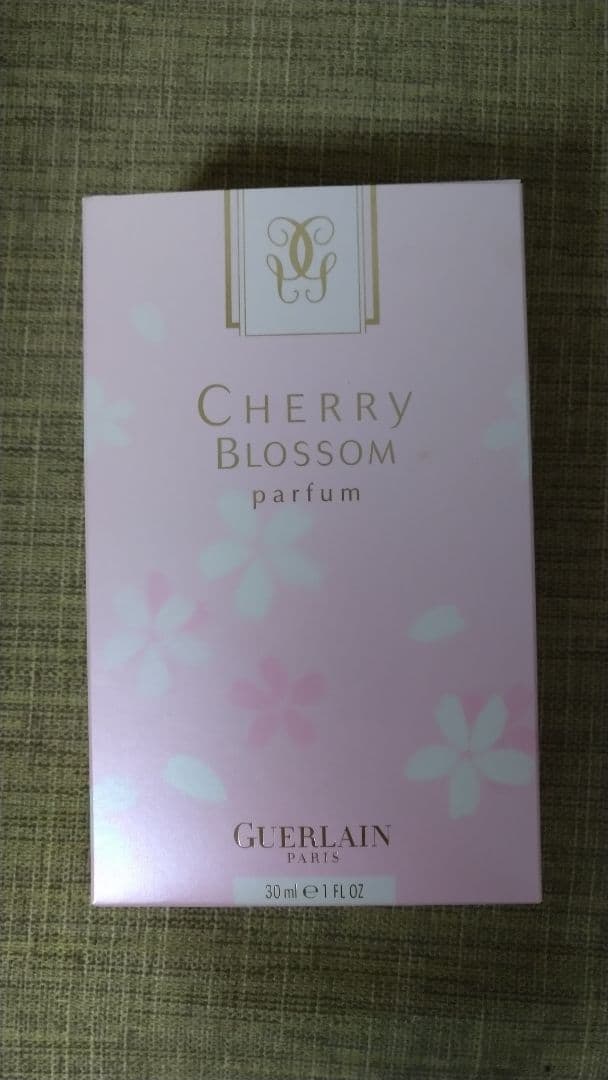 CHERRY
BLOSSOM
parfum
GUERLAIN
PARIS
30 ml ℮ 1 FL OZ